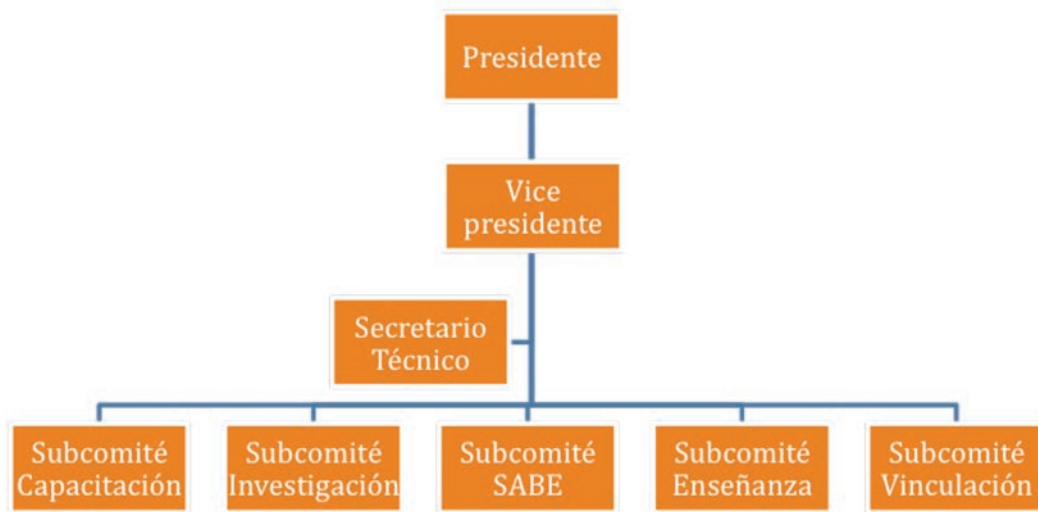 Presidente
Vice
presidente
Secretario
Técnico
Subcomité
Capacitación
Subcomité
Investigación
Subcomité
SABE
Subcomité
Enseñanza
Subcomité
Vinculación